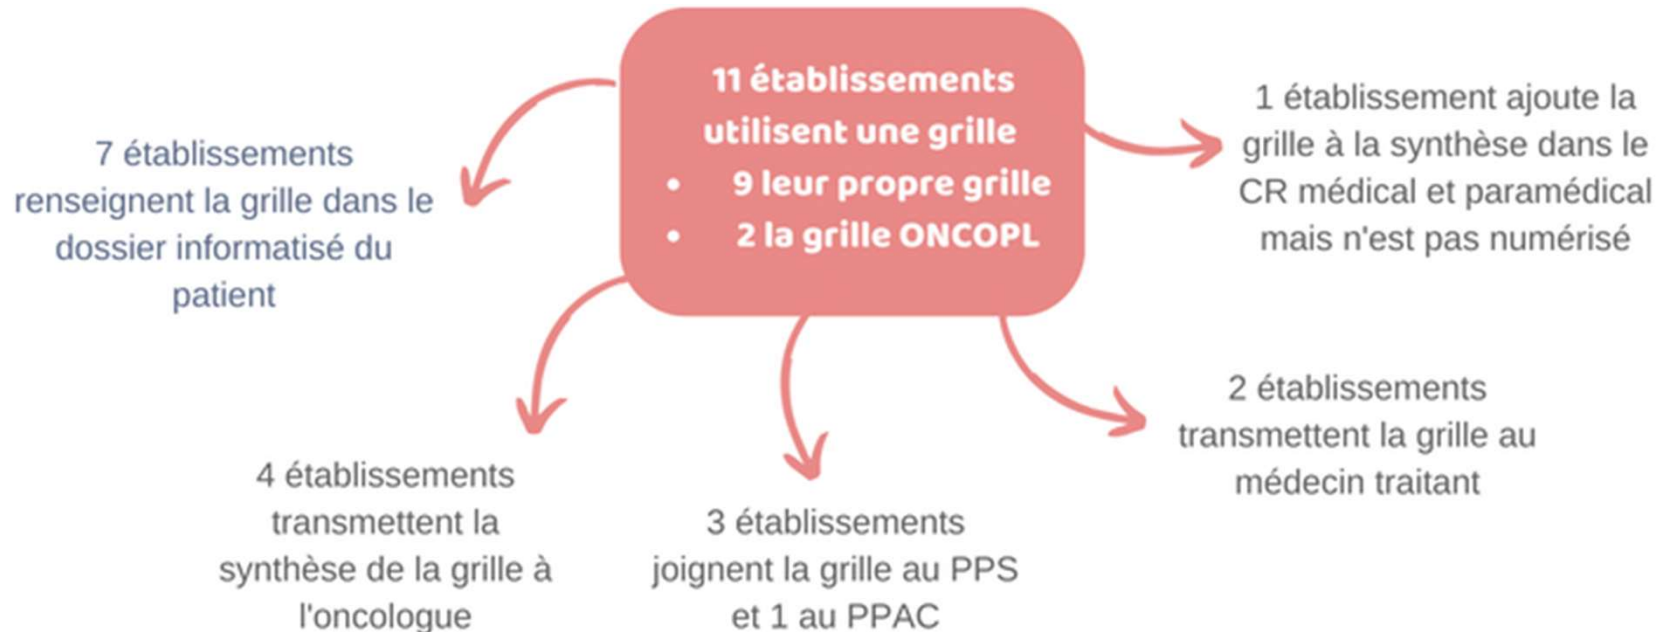 11 établissements
utilisent une grille
• 9 leur propre grille
• 2 la grille ONCOPL
7 établissements
renseignent la grille dans le
dossier informatisé du
patient
4 établissements
transmettent la
synthèse de la grille à
l'oncologue
3 établissements
joignent la grille au PPS
et 1 au PPAC
2 établissements
transmettent la grille au
médecin traitant
1 établissement ajoute la
grille à la synthèse dans le
CR médical et paramédical
mais n'est pas numérisé